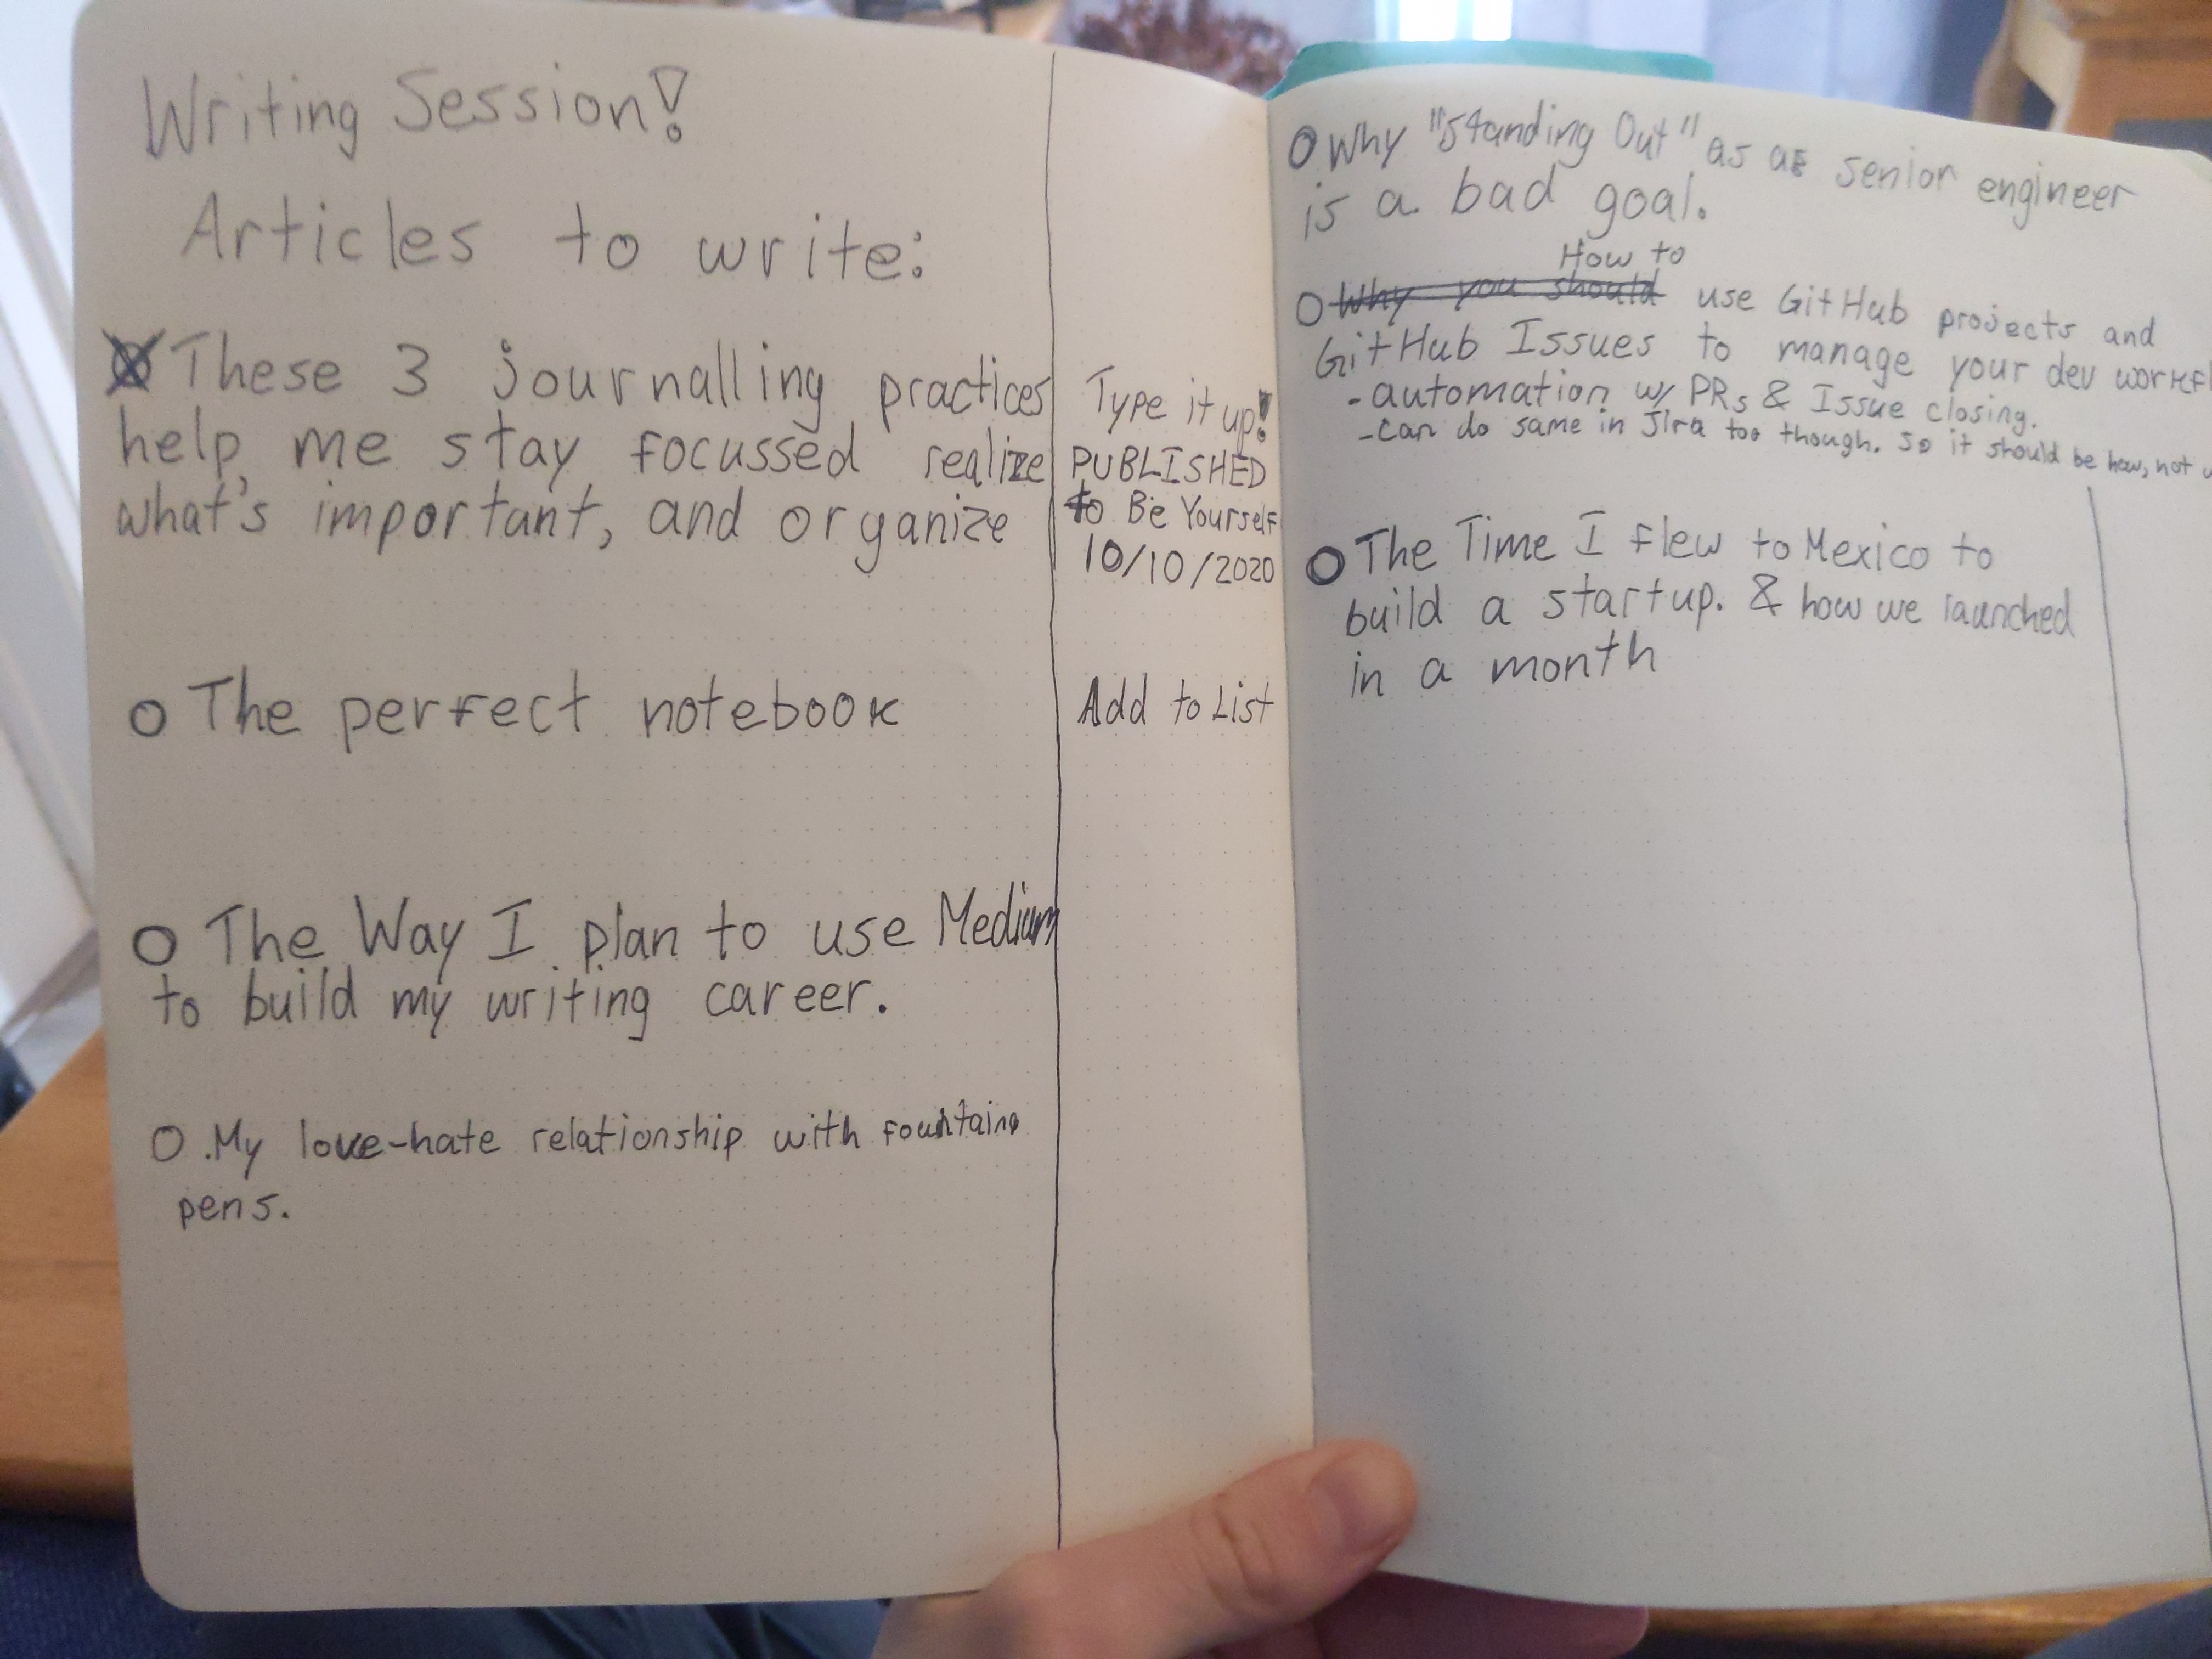 Writing Session!
Articles to write:
These 3 journalling practices
help me stay focussed realize
what's important, and organize
Type it up!
PUBLISHED
to Be Yourself
10/10/2020
The perfect notebook
Add to List
The Way I plan to use Medium
to build my writing career.
My love-hate relationship with fountain
pens.
Why "Standing Out" as a senior engineer
is a bad goal.
How to
Why you should use GitHub projects and
GitHub Issues to manage your dev workfl
-automation w/ PRs & Issue closing.
-Can do same in Jira too though. So it should be how, not
The Time I flew to Mexico to
build a startup. & how we launched
in a month